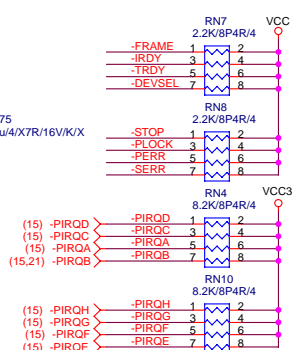 RN7 VCC
2.2K/8P4R/4
-FRAME 1 2
-IRDY 3 4
-TRDY 5 6
-DEVSEL 7 8
RN8
75 2.2K/8P4R/4
u/4/X7R/16V/K/X
-STOP 1 2
-PLOCK 3 4
-PERR 5 6
-SERR 7 8
RN4 VCC3
8.2K/8P4R/4
(15) -PIRQD -PIRQD 1 2
(15) -PIRQC -PIRQC 3 4
(15) -PIRQA -PIRQA 5 6
(15,21) -PIRQB -PIRQB 7 8
RN10
8.2K/8P4R/4
(15) -PIRQH -PIRQH 1 2
(15) -PIRQG -PIRQG 3 4
(15) -PIRQF -PIRQF 5 6
(15) -PIRQE -PIRQE 7 8